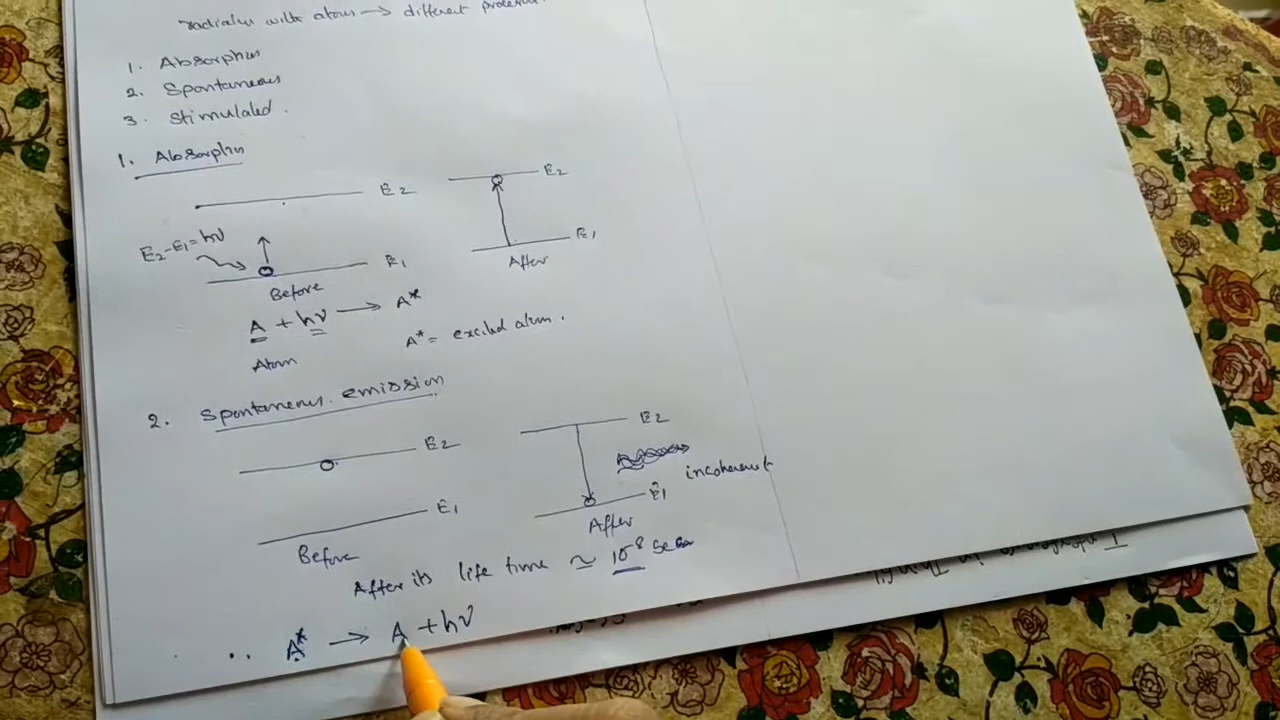 radiation with atom → different processes.
1. Absorption
2. Spontaneous
3. Stimulated.
1. Absorption
E2
E2
E2-E1=hν
E1
E1
Before
After
A + hν → A*
Atom
A* = excited atom.
2. Spontaneous emission
E2
E2
incoherent
E1
E1
Before
After
After its life time ≃ 10⁻⁸ sec
∴ A* → A + hν